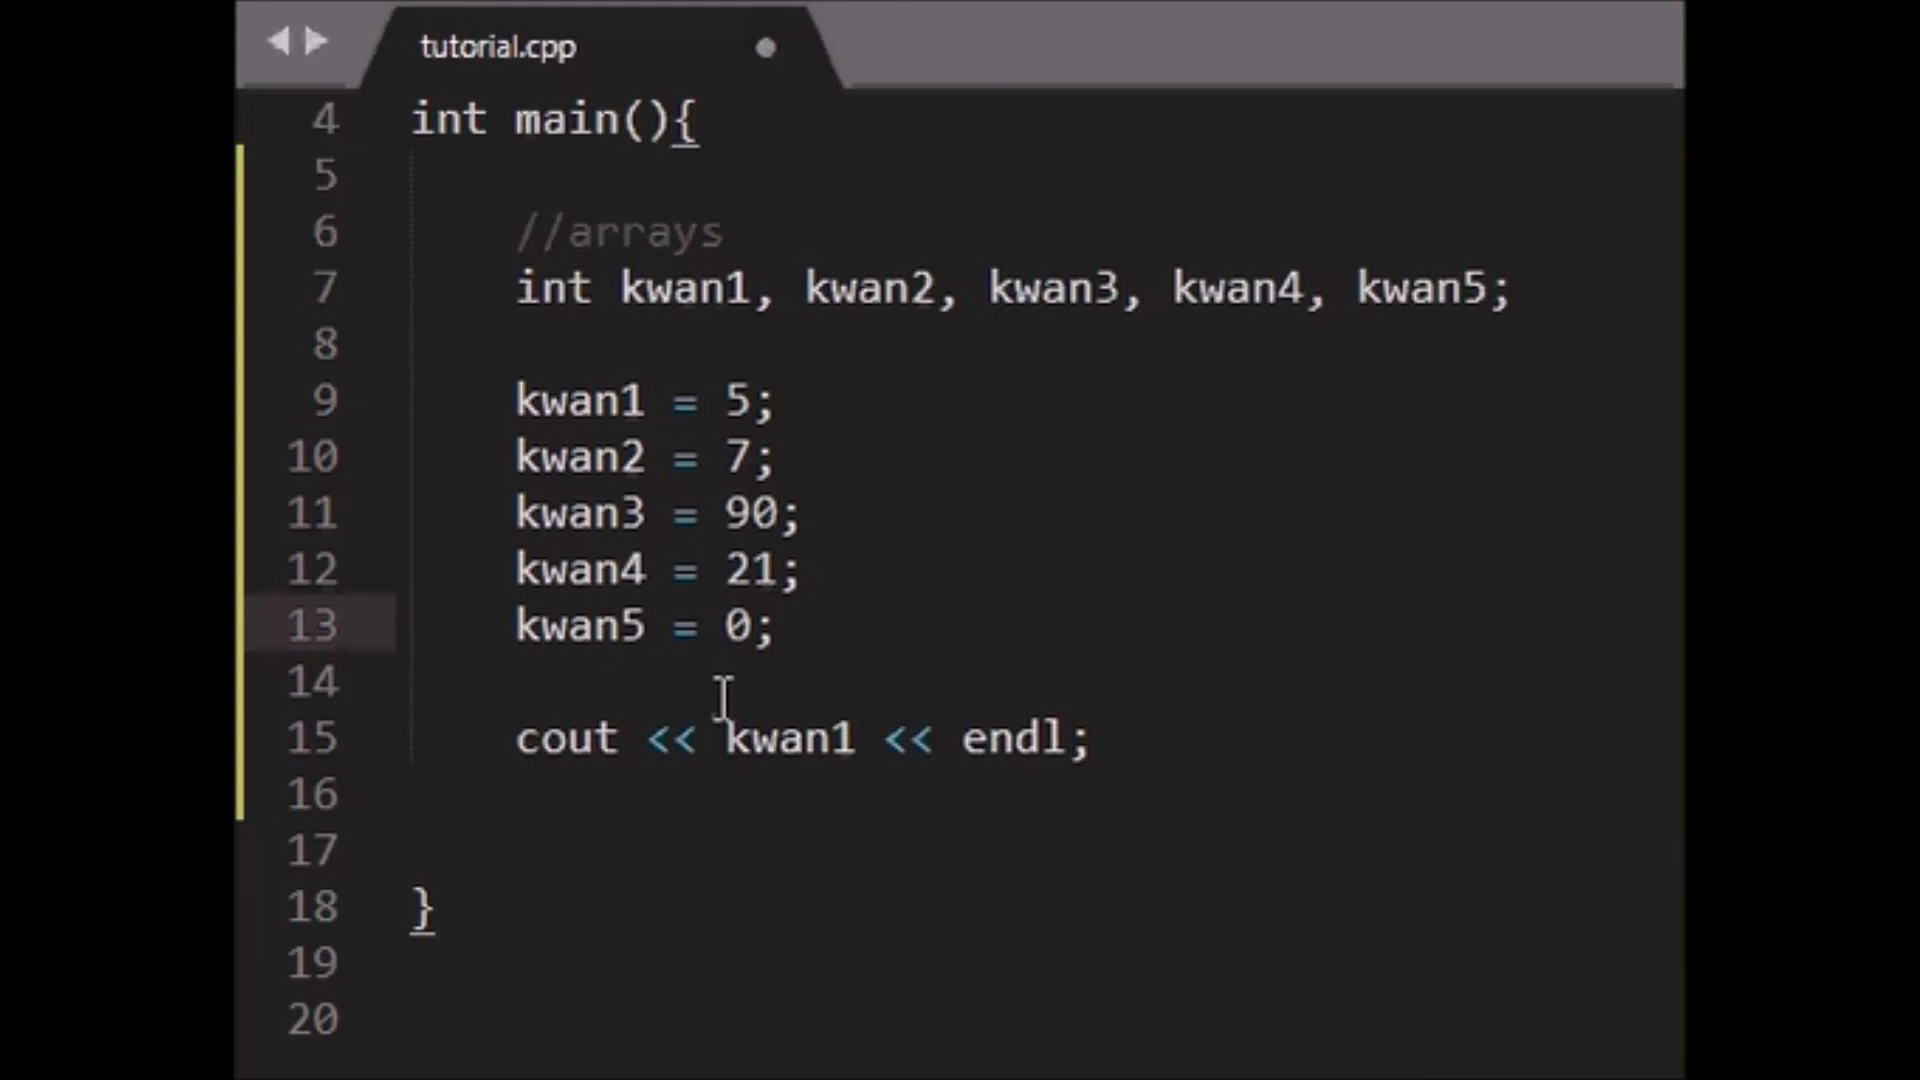 tutorial.cpp
4 int main(){
5
6 //arrays
7 int kwan1, kwan2, kwan3, kwan4, kwan5;
8
9 kwan1 = 5;
10 kwan2 = 7;
11 kwan3 = 90;
12 kwan4 = 21;
13 kwan5 = 0;
14
15 cout << kwan1 << endl;
16
17
18 }
19
20